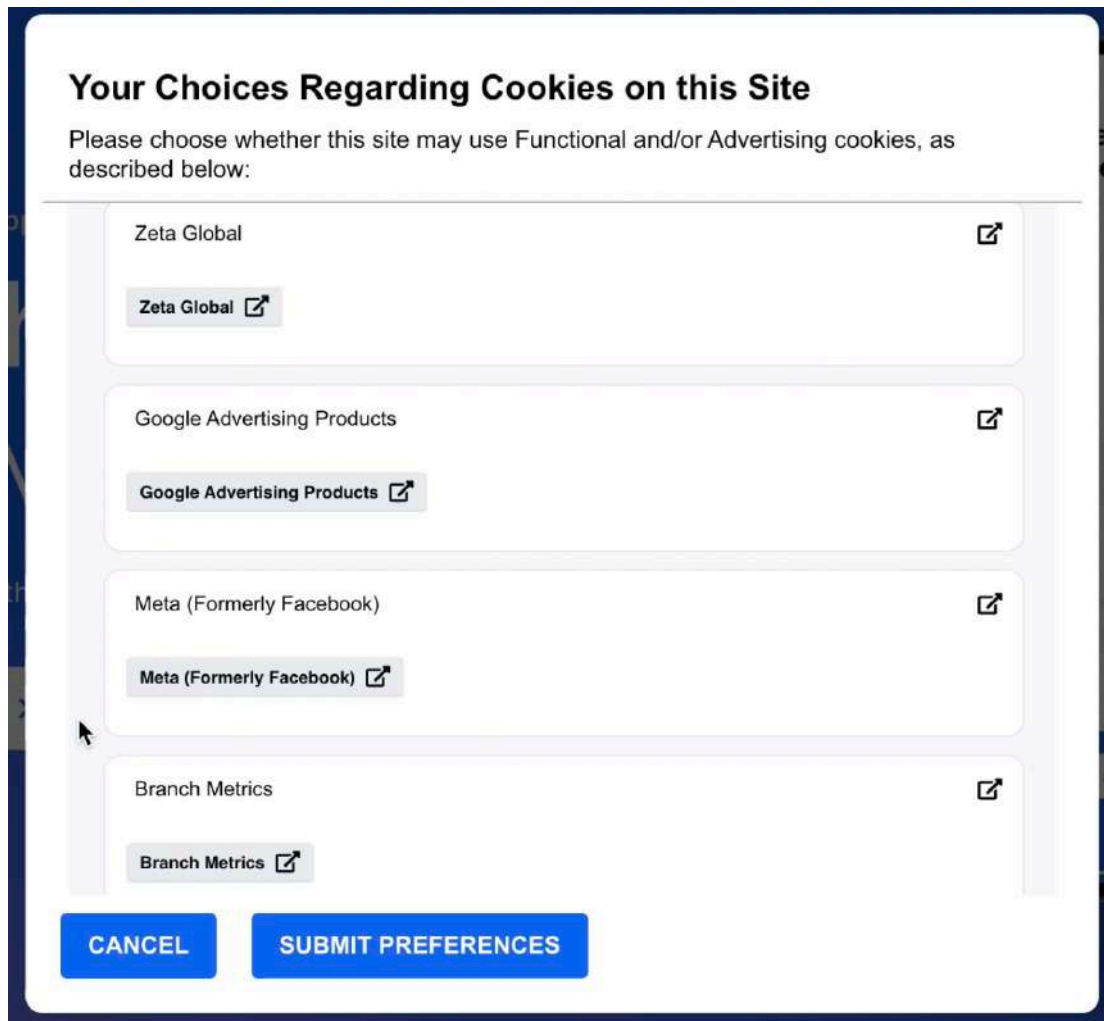 Your Choices Regarding Cookies on this Site
Please choose whether this site may use Functional and/or Advertising cookies, as
described below:
Zeta Global
Zeta Global
Google Advertising Products
Google Advertising Products
Meta (Formerly Facebook)
Meta (Formerly Facebook)
Branch Metrics
Branch Metrics
CANCEL
SUBMIT PREFERENCES